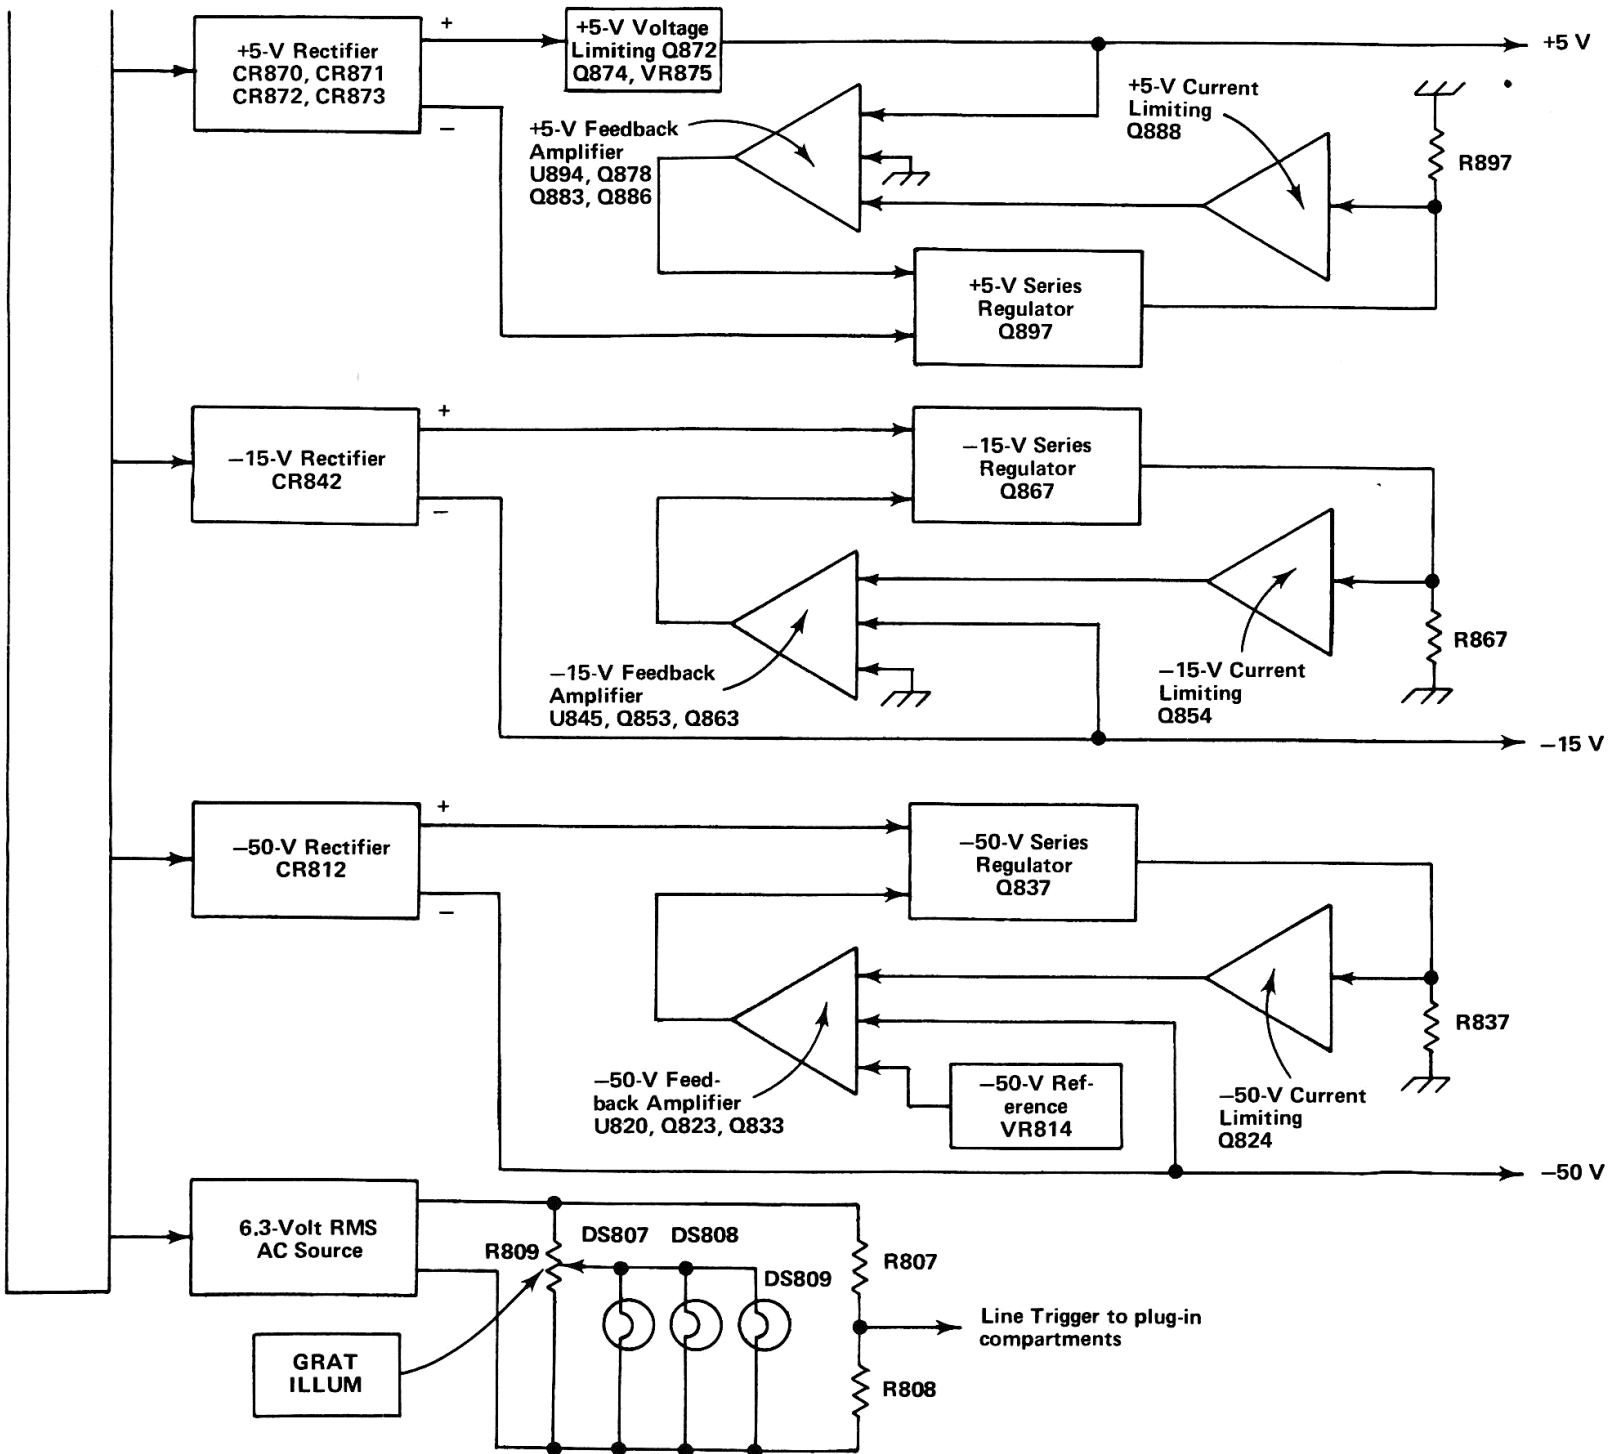 +5-V Rectifier
CR870, CR871
CR872, CR873
+
−
+5-V Voltage
Limiting Q872
Q874, VR875
+5 V
+5-V Feedback
Amplifier
U894, Q878
Q883, Q886
+5-V Current
Limiting
Q888
R897
+5-V Series
Regulator
Q897
−15-V Rectifier
CR842
+
−
−15-V Series
Regulator
Q867
−15-V Feedback
Amplifier
U845, Q853, Q863
−15-V Current
Limiting
Q854
R867
−15 V
−50-V Rectifier
CR812
+
−
−50-V Series
Regulator
Q837
−50-V Feed-
back Amplifier
U820, Q823, Q833
−50-V Ref-
erence
VR814
−50-V Current
Limiting
Q824
R837
−50 V
6.3-Volt RMS
AC Source
R809
DS807
DS808
DS809
R807
R808
Line Trigger to plug-in
compartments
GRAT
ILLUM